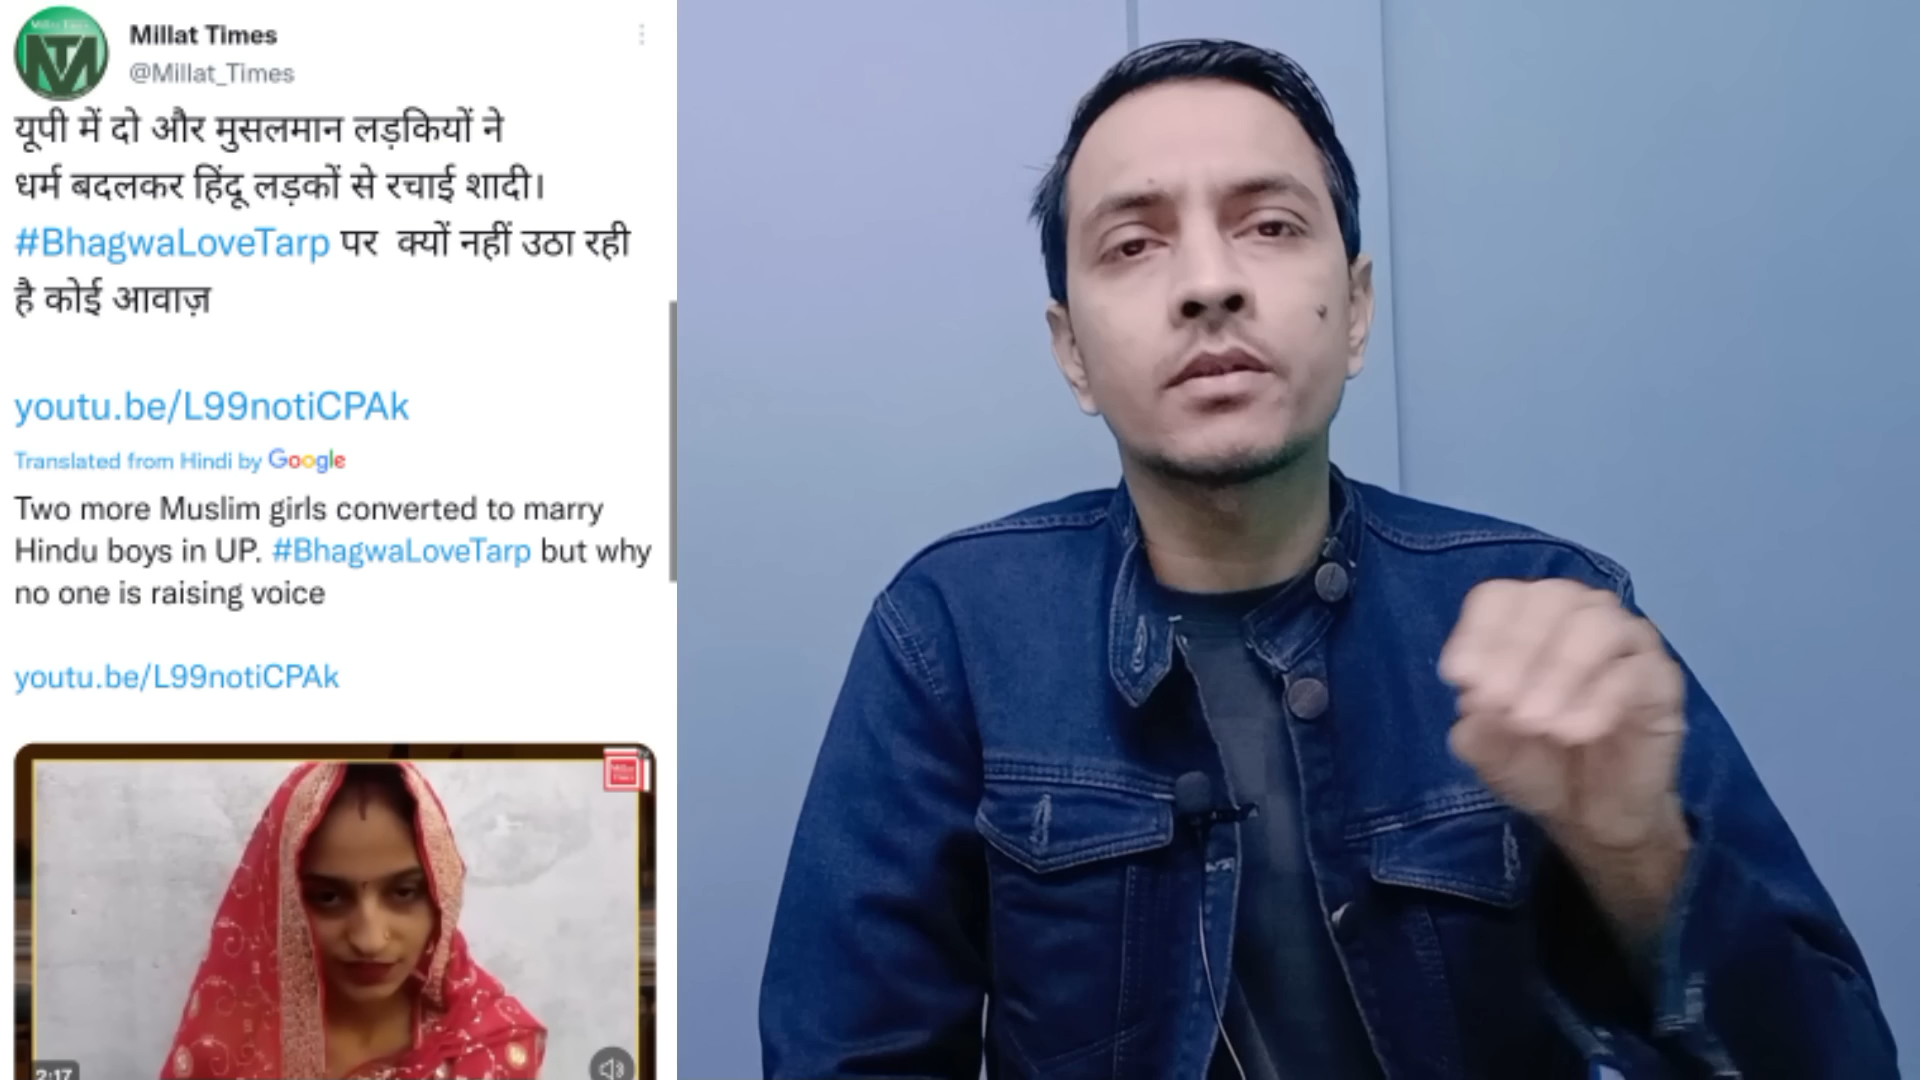 Millat Times
@Millat_Times
यूपी में दो और मुसलमान लड़कियों ने
धर्म बदलकर हिंदू लड़कों से रचाई शादी।
#BhagwaLoveTarp पर क्यों नहीं उठा रही
है कोई आवाज़
youtu.be/L99notiCPAk
Translated from Hindi by Google
Two more Muslim girls converted to marry
Hindu boys in UP. #BhagwaLoveTarp but why
no one is raising voice
youtu.be/L99notiCPAk
2:17